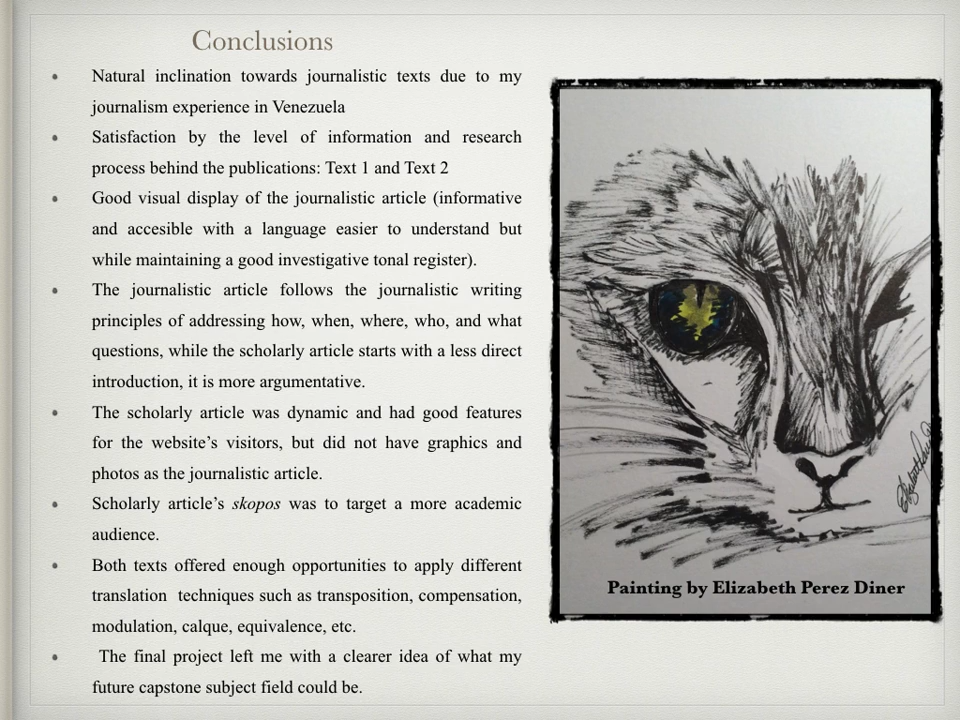 Conclusions
Natural inclination towards journalistic texts due to my
journalism experience in Venezuela
Satisfaction by the level of information and research
process behind the publications: Text 1 and Text 2
Good visual display of the journalistic article (informative
and accesible with a language easier to understand but
while maintaining a good investigative tonal register).
The journalistic article follows the journalistic writing
principles of addressing how, when, where, who, and what
questions, while the scholarly article starts with a less direct
introduction, it is more argumentative.
The scholarly article was dynamic and had good features
for the website’s visitors, but did not have graphics and
photos as the journalistic article.
Scholarly article’s skopos was to target a more academic
audience.
Both texts offered enough opportunities to apply different
translation techniques such as transposition, compensation,
modulation, calque, equivalence, etc.
The final project left me with a clearer idea of what my
future capstone subject field could be.
Painting by Elizabeth Perez Diner